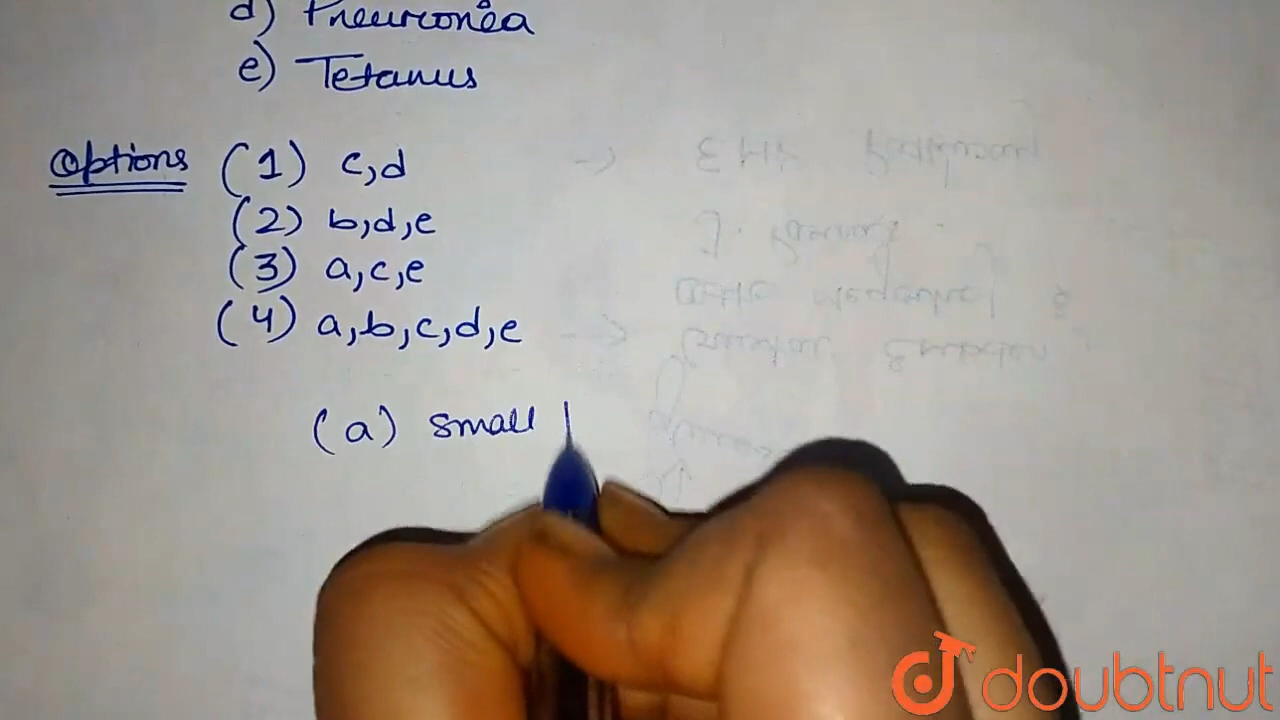 d) Pneumonia
e) Tetanus
Options (1) c,d
(2) b,d,e
(3) a,c,e
(4) a,b,c,d,e
(a) small
doubtnut